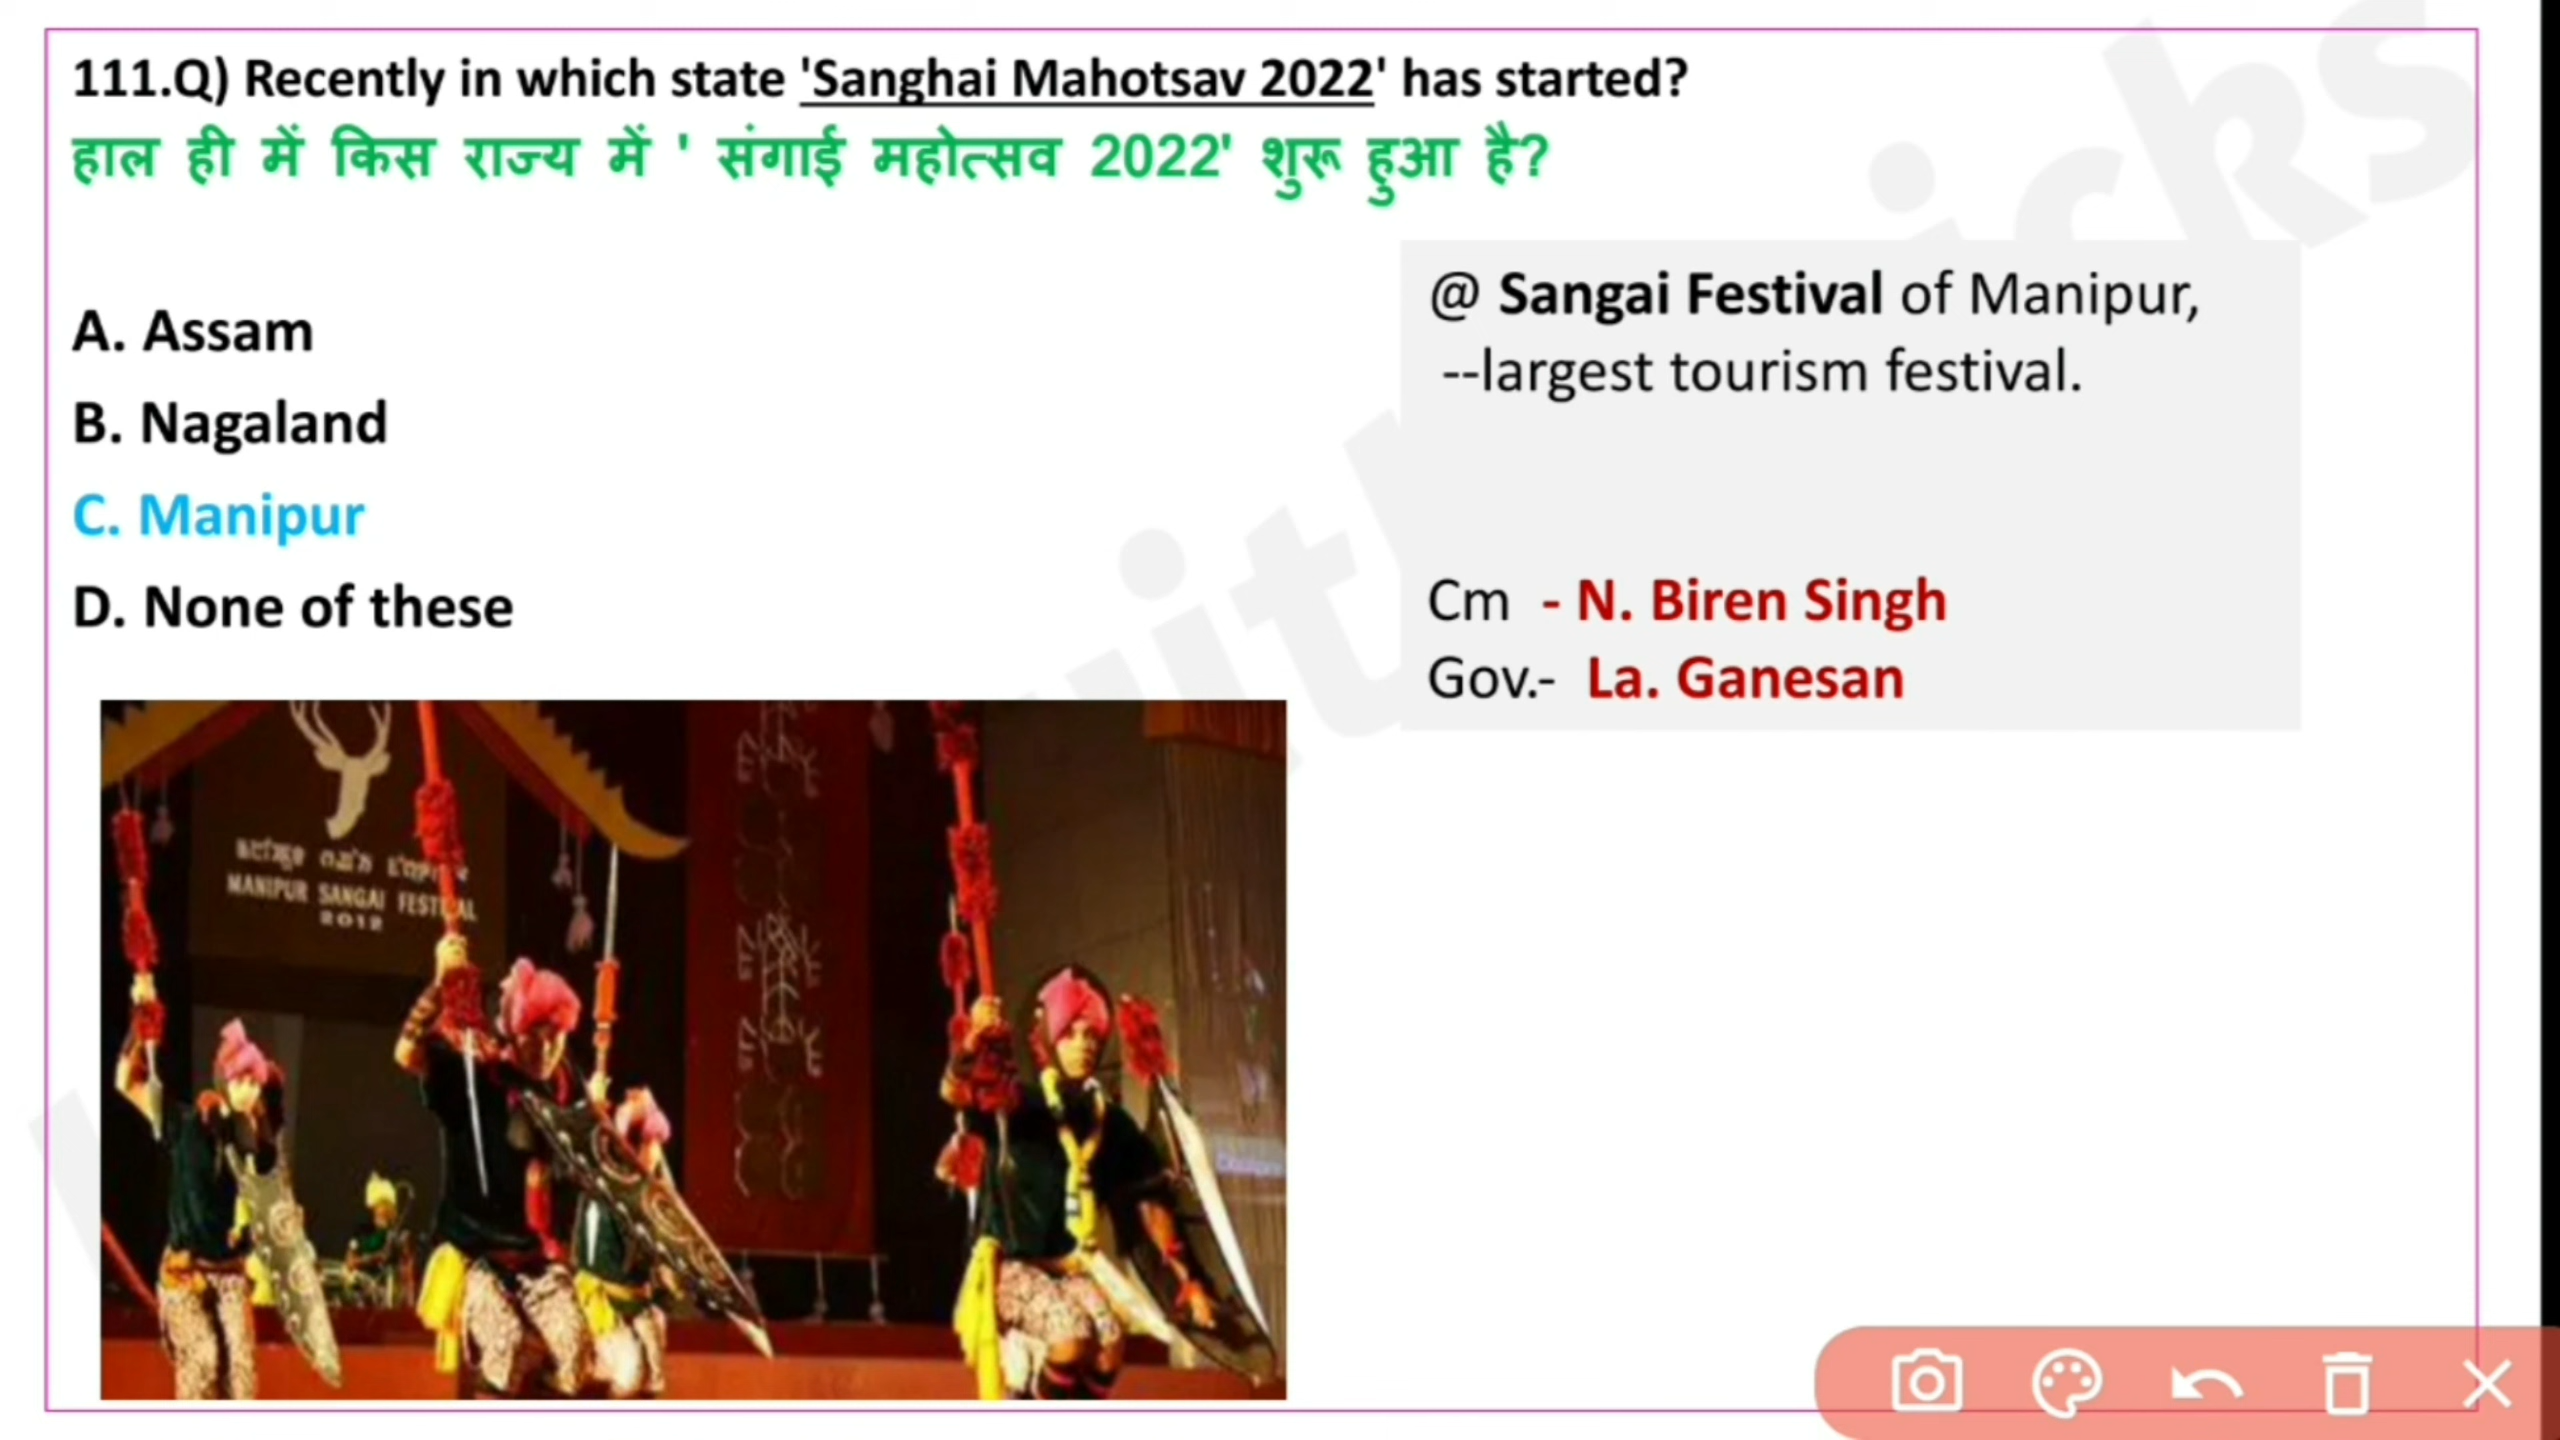 111.Q) Recently in which state 'Sanghai Mahotsav 2022' has started?
हाल ही में किस राज्य में ' संगाई महोत्सव 2022' शुरू हुआ है?
A. Assam
B. Nagaland
C. Manipur
D. None of these
@ Sangai Festival of Manipur,
--largest tourism festival.
Cm - N. Biren Singh
Gov.- La. Ganesan
MANIPUR SANGAI FESTIVAL
2012